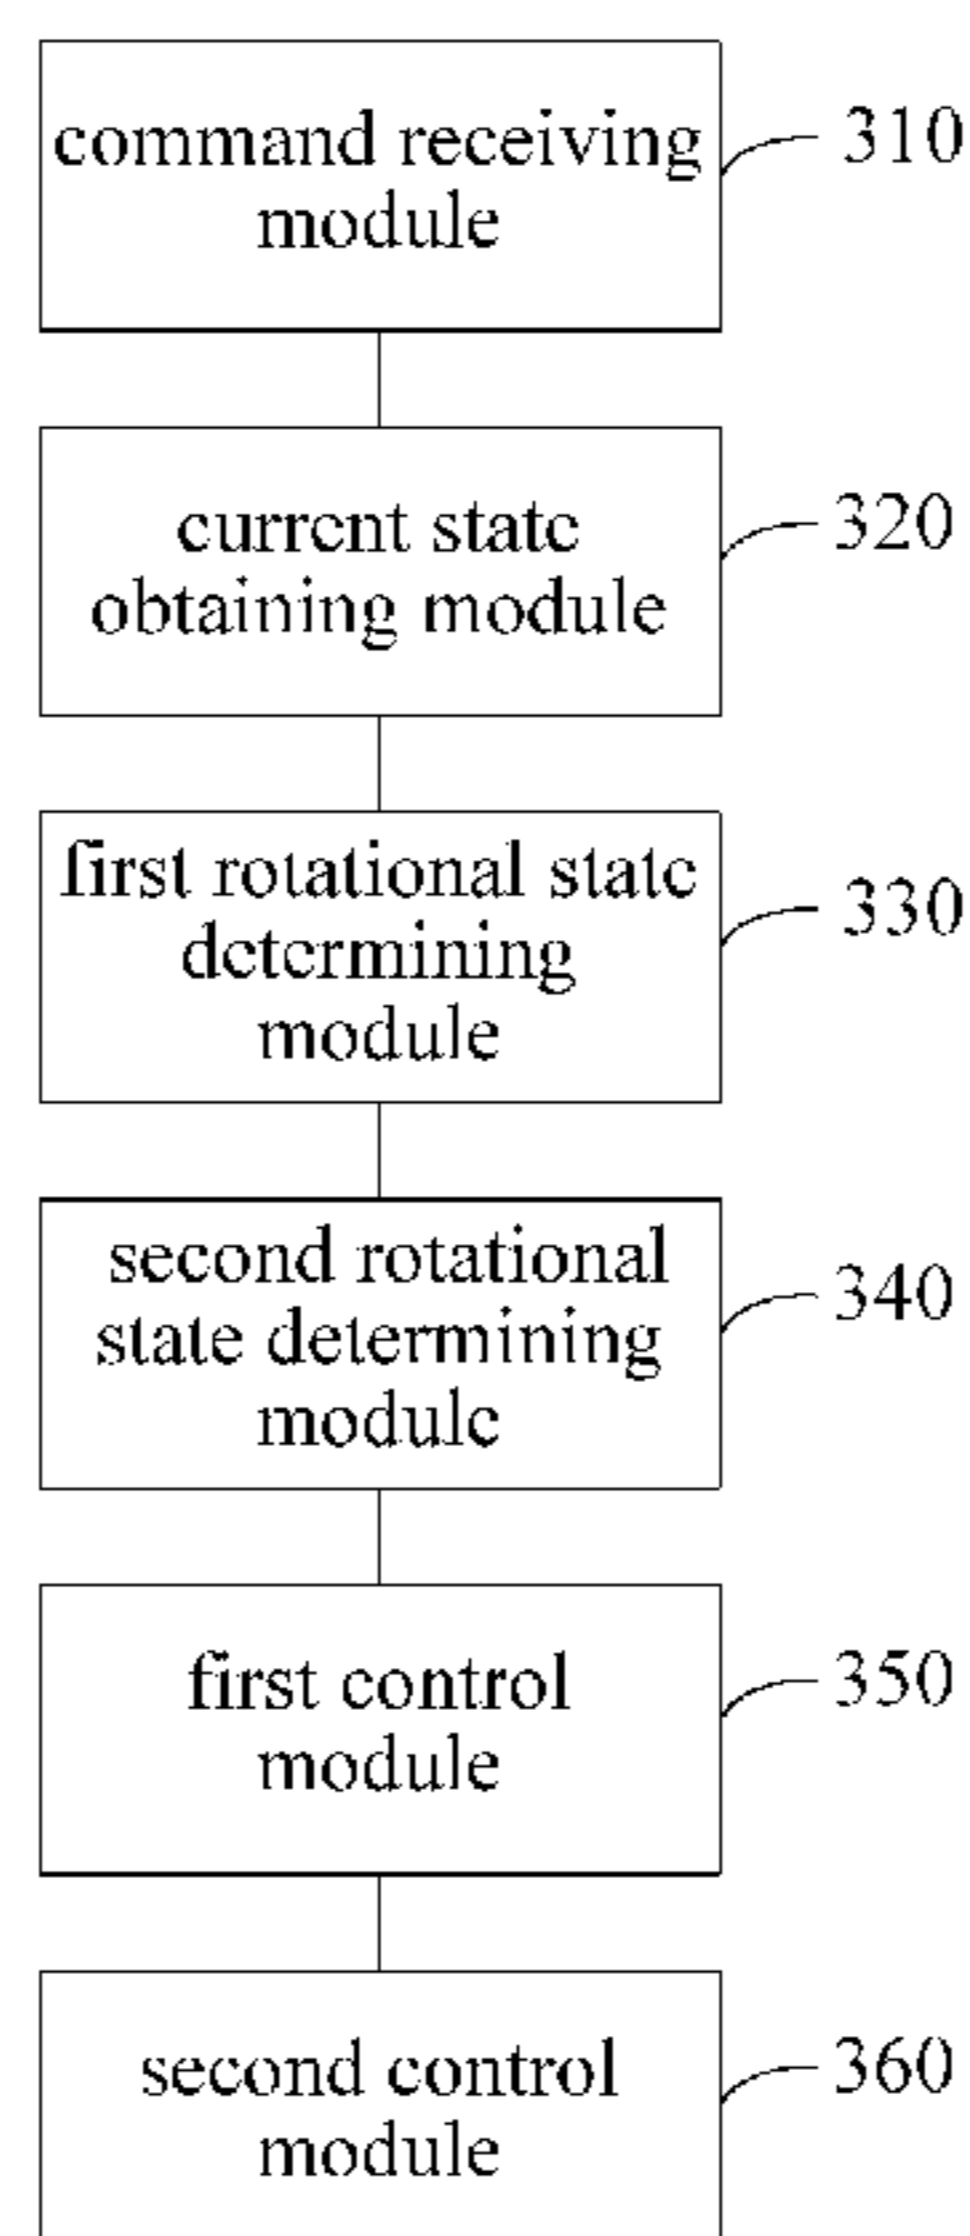 command receiving
module
310
current state
obtaining module
320
first rotational state
determining
module
330
second rotational
state determining
module
340
first control
module
350
second control
module
360